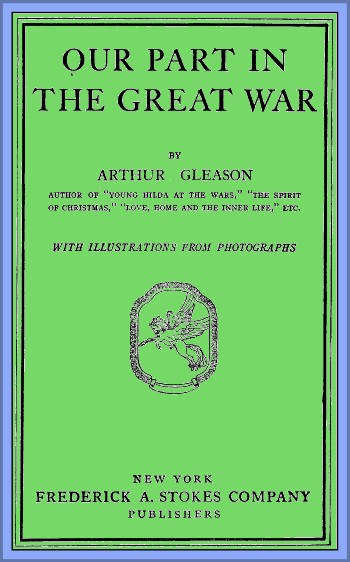 OUR PART IN
THE GREAT WAR
BY
ARTHUR GLEASON
AUTHOR OF "YOUNG HILDA AT THE WARS," "THE SPIRIT
OF CHRISTMAS," "LOVE, HOME AND THE INNER LIFE," ETC.
WITH ILLUSTRATIONS FROM PHOTOGRAPHS
NEW YORK
FREDERICK A. STOKES COMPANY
PUBLISHERS